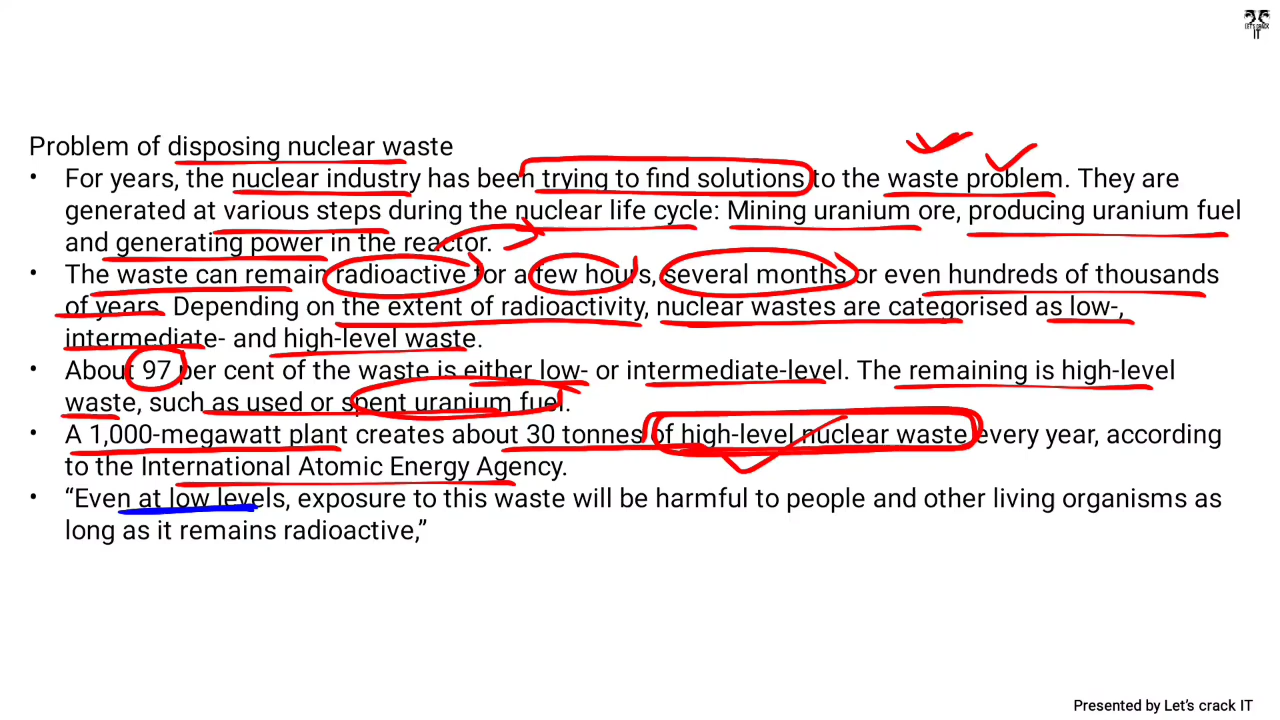 LET'S CRACK
IT
Problem of disposing nuclear waste
• For years, the nuclear industry has been trying to find solutions to the waste problem. They are
generated at various steps during the nuclear life cycle: Mining uranium ore, producing uranium fuel
and generating power in the reactor.
• The waste can remain radioactive for a few hours, several months or even hundreds of thousands
of years. Depending on the extent of radioactivity, nuclear wastes are categorised as low-,
intermediate- and high-level waste.
• About 97 per cent of the waste is either low- or intermediate-level. The remaining is high-level
waste, such as used or spent uranium fuel.
• A 1,000-megawatt plant creates about 30 tonnes of high-level nuclear waste every year, according
to the International Atomic Energy Agency.
• “Even at low levels, exposure to this waste will be harmful to people and other living organisms as
long as it remains radioactive,”
Presented by Let’s crack IT